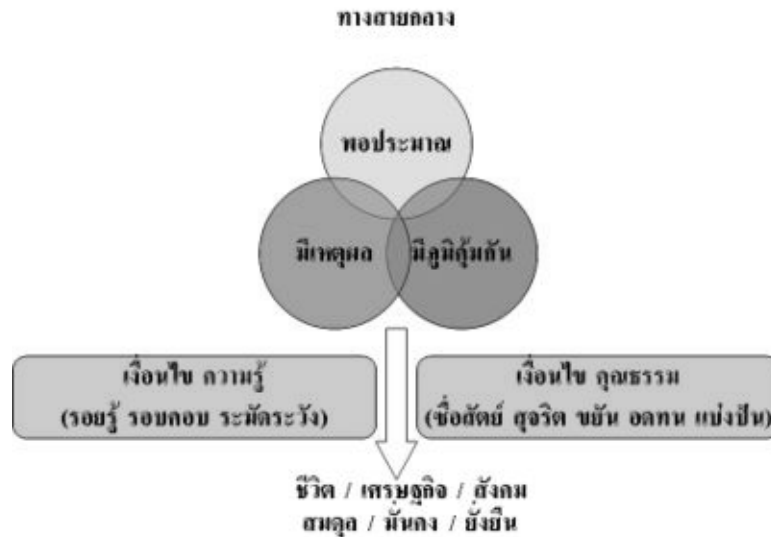 ทางสายกลาง
พอประมาณ
มีเหตุผล
มีภูมิคุ้มกัน
เงื่อนไข ความรู้
(รอยรู้ รอบคอบ ระมัดระวัง)
เงื่อนไข คุณธรรม
(ซื่อสัตย์ สุจริต ขยัน อดทน แบ่งปัน)
ชีวิต / เศรษฐกิจ / สังคม
สมดุล / มั่นคง / ยั่งยืน